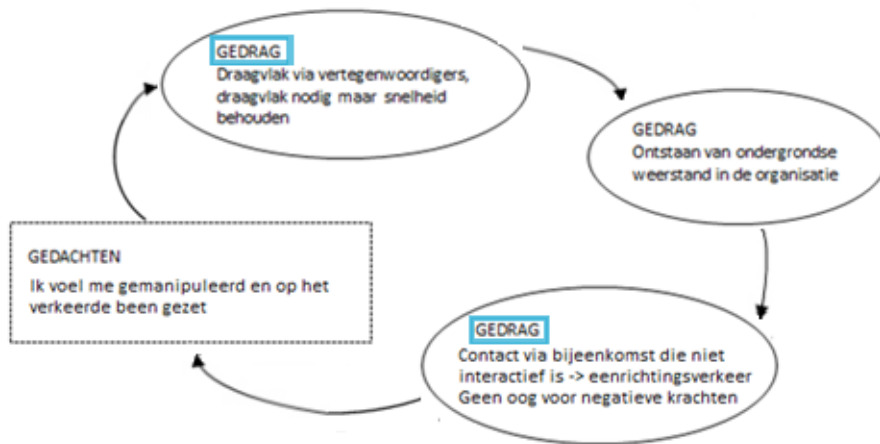 GEDRAG
Draagvlak via vertegenwoordigers,
draagvlak nodig maar snelheid
behouden
GEDRAG
Ontstaan van ondergrondse
weerstand in de organisatie
GEDRAG
Contact via bijeenkomst die niet
interactief is -> eenrichtingsverkeer
Geen oog voor negatieve krachten
GEDACHTEN
Ik voel me gemanipuleerd en op het
verkeerde been gezet